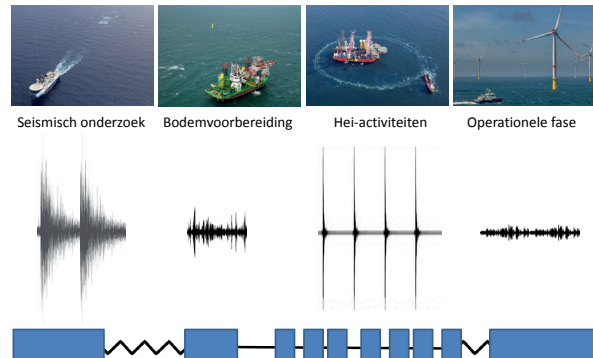 Seismisch onderzoek
Bodemvoorbereiding
Hei-activiteiten
Operationele fase